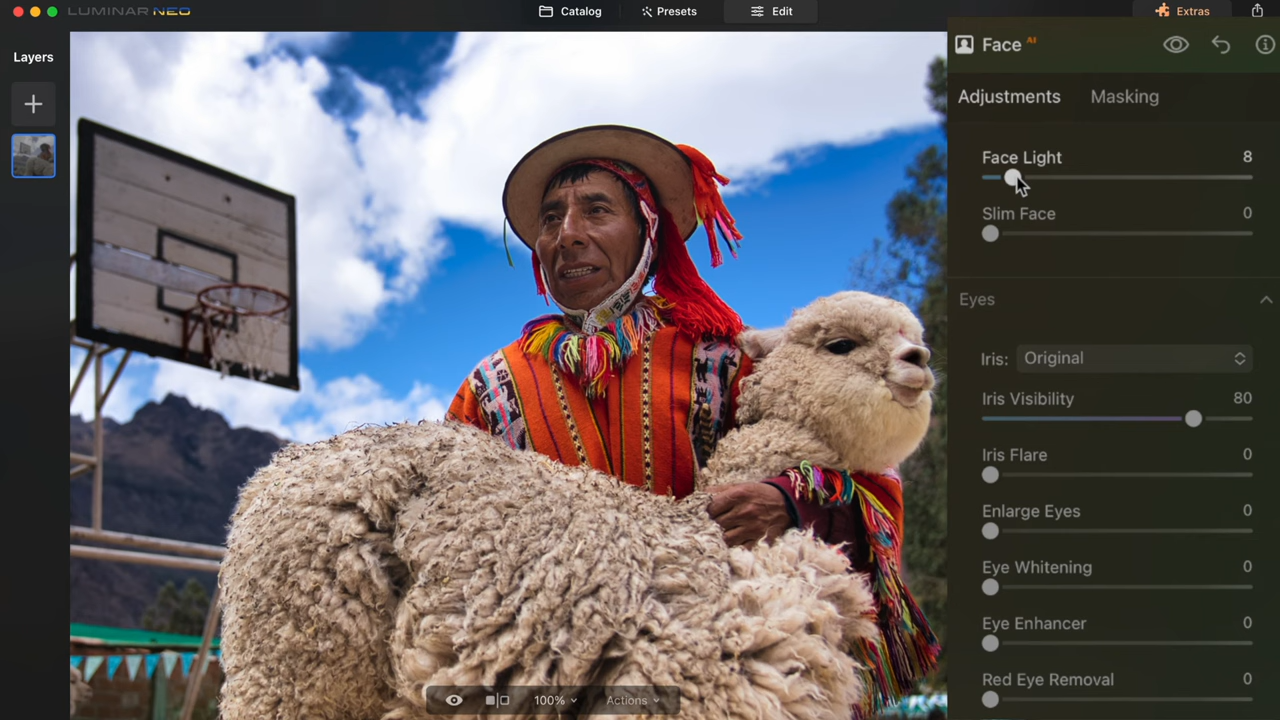 LUMINAR NEO
Catalog
Presets
Edit
Extras
Layers
Face AI
Adjustments
Masking
Face Light 8
Slim Face 0
Eyes
Iris: Original
Iris Visibility 80
Iris Flare 0
Enlarge Eyes 0
Eye Whitening 0
Eye Enhancer 0
Red Eye Removal 0
100%
Actions